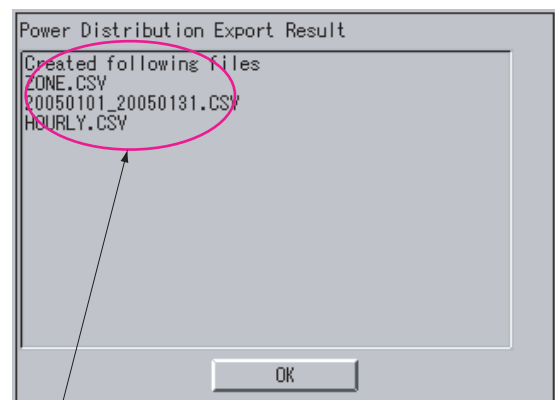 Power Distribution Export Result
Created following files
ZONE.CSV
20050101_20050131.CSV
HOURLY.CSV
OK